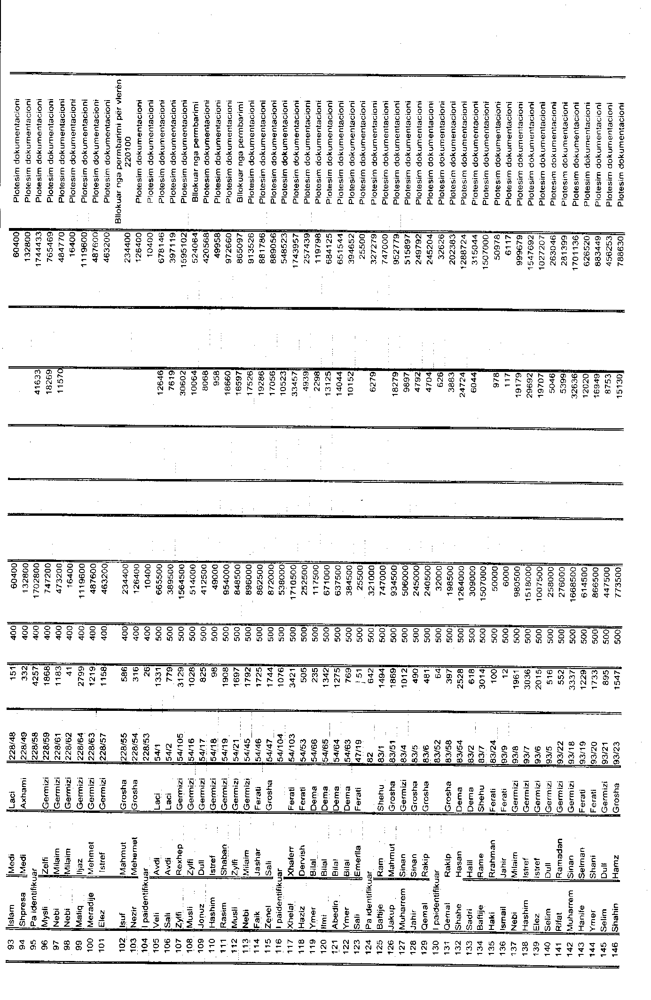 93 Islam Medi Laci 228/48 151 400 60400 60400 Plotesim dokumentacioni
94 Shpresa Medi Axhami 228/49 332 400 132800 132800 Plotesim dokumentacioni
95 Pa identifikuar 228/58 4257 400 1702800 41633 1744433 Plotesim dokumentacioni
96 Mysli Zelfi Germizi 228/59 1868 400 747200 18269 765469 Plotesim dokumentacioni
97 Nebi Milaim Germizi 228/61 1183 400 473200 11570 484770 Plotesim dokumentacioni
98 Nebi Milaim Germizi 228/62 41 400 16400 16400 Plotesim dokumentacioni
99 Maliq Iljaz Germizi 228/64 2799 400 1119600 1119600 Plotesim dokumentacioni
100 Meradije Mehmet Germizi 228/63 1219 400 487600 487600 Plotesim dokumentacioni
101 Elez Istref Germizi 228/57 1158 400 463200 463200 Plotesim dokumentacioni
Bllokuar nga permbarimi për vlerën
102 Isuf Mahmut Grosha 228/55 586 400 234400 234400 220100
103 Nezir Mehemet Grosha 228/54 316 400 126400 126400 Plotesim dokumentacioni
104 I paidentifikuar 228/53 26 400 10400 10400 Plotesim dokumentacioni
105 Veli Avdi Laci 54/1 1331 500 665500 12646 678146 Plotesim dokumentacioni
106 Sali Avdi Laci 54/2 779 500 389500 7619 397119 Plotesim dokumentacioni
107 Zylfi Rexhep Germizi 54/105 3129 500 1564500 30602 1595102 Plotesim dokumentacioni
108 Musli Zylfi Germizi 54/16 1028 500 514000 10064 524064 Bllokuar nga permbarimi
109 Jonuz Dull Germizi 54/17 825 500 412500 8068 420568 Plotesim dokumentacioni
110 Hashim Istref Germizi 54/18 98 500 49000 958 49958 Plotesim dokumentacioni
111 Rasim Shaban Germizi 54/19 1908 500 954000 18660 972660 Plotesim dokumentacioni
112 Musli Zylfi Germizi 54/21 1697 500 848500 16597 865097 Bllokuar nga permbarimi
113 Nebi Milaim Germizi 54/45 1792 500 896000 17526 913526 Plotesim dokumentacioni
114 Faik Jashar Ferati 54/46 1725 500 862500 19286 881786 Plotesim dokumentacioni
115 Zenel Sali Grosha 54/47 1744 500 872000 17056 889056 Plotesim dokumentacioni
116 I paidentifikuar 54/104 1076 500 538000 10523 548523 Plotesim dokumentacioni
117 Xhelal Xhaferr Ferati 54/103 3421 500 1710500 33457 1743957 Plotesim dokumentacioni
118 Haziz Dervish Ferati 54/53 505 500 252500 4939 257439 Plotesim dokumentacioni
119 Ymer Bilal Dema 54/66 235 500 117500 2298 119798 Plotesim dokumentacioni
120 Ilmi Bilal Dema 54/65 1342 500 671000 13125 684125 Plotesim dokumentacioni
121 Abedin Bilal Dema 54/64 1275 500 637500 14044 651544 Plotesim dokumentacioni
122 Ymer Bilal Dema 54/63 769 500 384500 10152 394652 Plotesim dokumentacioni
123 Sali Emerlla Ferati 47/19 51 500 25500 25500 Plotesim dokumentacioni
124 Pa identifikuar 82 642 500 321000 6279 327279 Plotesim dokumentacioni
125 Baftije Ram Shehu 83/1 1494 500 747000 747000 Plotesim dokumentacioni
126 Jakup Mahmut Grosha 83/51 1869 500 934500 18279 952779 Plotesim dokumentacioni
127 Muharrem Sinan Germizi 83/4 1012 500 506000 9897 515897 Plotesim dokumentacioni
128 Jahir Sinan Grosha 83/5 490 500 245000 4792 249792 Plotesim dokumentacioni
129 Qemal Rakip Grosha 83/6 481 500 240500 4704 245204 Plotesim dokumentacioni
130 I paidentifikuar 83/52 64 500 32000 626 32626 Plotesim dokumentacioni
131 Qemal Rakip Grosha 83/58 397 500 198500 3883 202383 Plotesim dokumentacioni
132 Shahe Hasan Dema 83/54 2528 500 1264000 24724 1288724 Plotesim dokumentacioni
133 Sadri Halil Dema 83/2 618 500 309000 6044 315044 Plotesim dokumentacioni
134 Baftije Rame Shehu 83/7 3014 500 1507000 1507000 Plotesim dokumentacioni
135 Haki Rrahman Ferati 83/24 100 500 50000 978 50978 Plotesim dokumentacioni
136 Ismail Jahir Ferati 93/9 12 500 6000 117 6117 Plotesim dokumentacioni
137 Nebi Milaim Germizi 93/8 1961 500 980500 19179 999679 Plotesim dokumentacioni
138 Hashim Istref Germizi 93/7 3036 500 1518000 29692 1547692 Plotesim dokumentacioni
139 Elez Istref Germizi 93/6 2015 500 1007500 19707 1027207 Plotesim dokumentacioni
140 Selim Dull Germizi 93/5 516 500 258000 5046 263046 Plotesim dokumentacioni
141 Rifat Ramadan Germizi 93/22 552 500 276000 5399 281399 Plotesim dokumentacioni
142 Muharrem Sinan Germizi 93/18 3337 500 1668500 32636 1701136 Plotesim dokumentacioni
143 Hanife Selman Ferati 93/19 1229 500 614500 12020 626520 Plotesim dokumentacioni
144 Ymer Shani Ferati 93/20 1733 500 866500 16949 883449 Plotesim dokumentacioni
145 Selim Dull Germizi 93/21 895 500 447500 8753 456253 Plotesim dokumentacioni
146 Shahin Hamz Grosha 93/23 1547 500 773500 15130 788630 Plotesim dokumentacioni